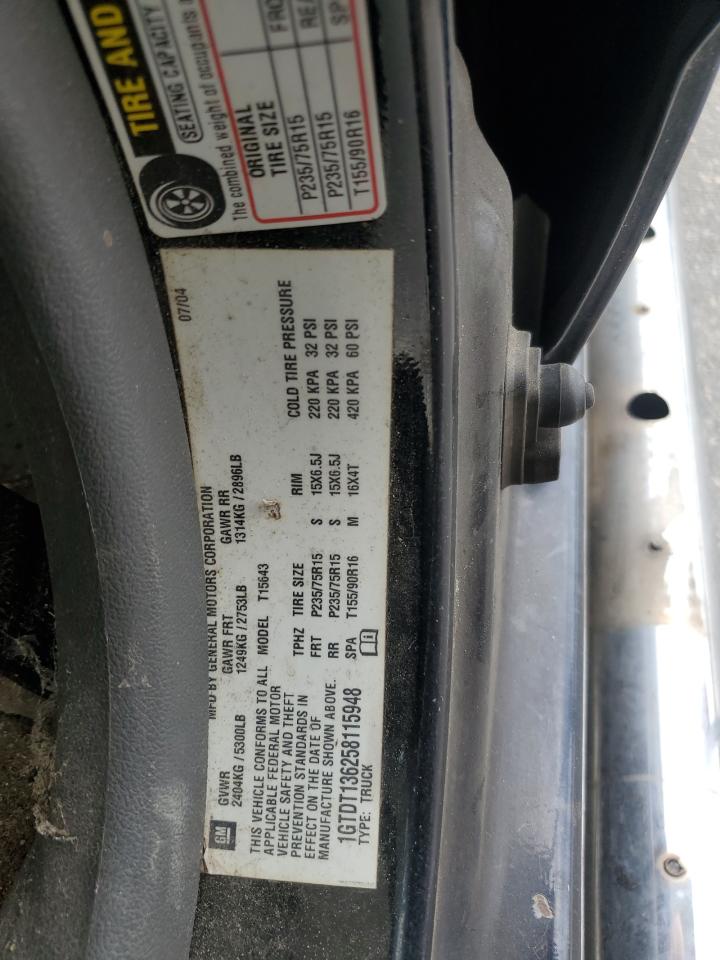 TIRE AND
SEATING CAPACITY
The combined weight of occupants
ORIGINAL
TIRE SIZE
P235/75R15
P235/75R15
T155/90R16
07/04
MFD BY GENERAL MOTORS CORPORATION
GM
GVWR GAWR FRT GAWR RR
2404KG/5300LB 1249KG/2753LB 1314KG/2896LB
THIS VEHICLE CONFORMS TO ALL
APPLICABLE FEDERAL MOTOR
VEHICLE SAFETY AND THEFT
PREVENTION STANDARDS IN
EFFECT ON THE DATE OF
MANUFACTURE SHOWN ABOVE.
1GTDT136258115948
TYPE: TRUCK
MODEL T15643
TPHZ TIRE SIZE RIM COLD TIRE PRESSURE
FRT P235/75R15 S 15X6.5J 220 KPA 32 PSI
RR P235/75R15 S 15X6.5J 220 KPA 32 PSI
SPA T155/90R16 M 16X4T 420 KPA 60 PSI